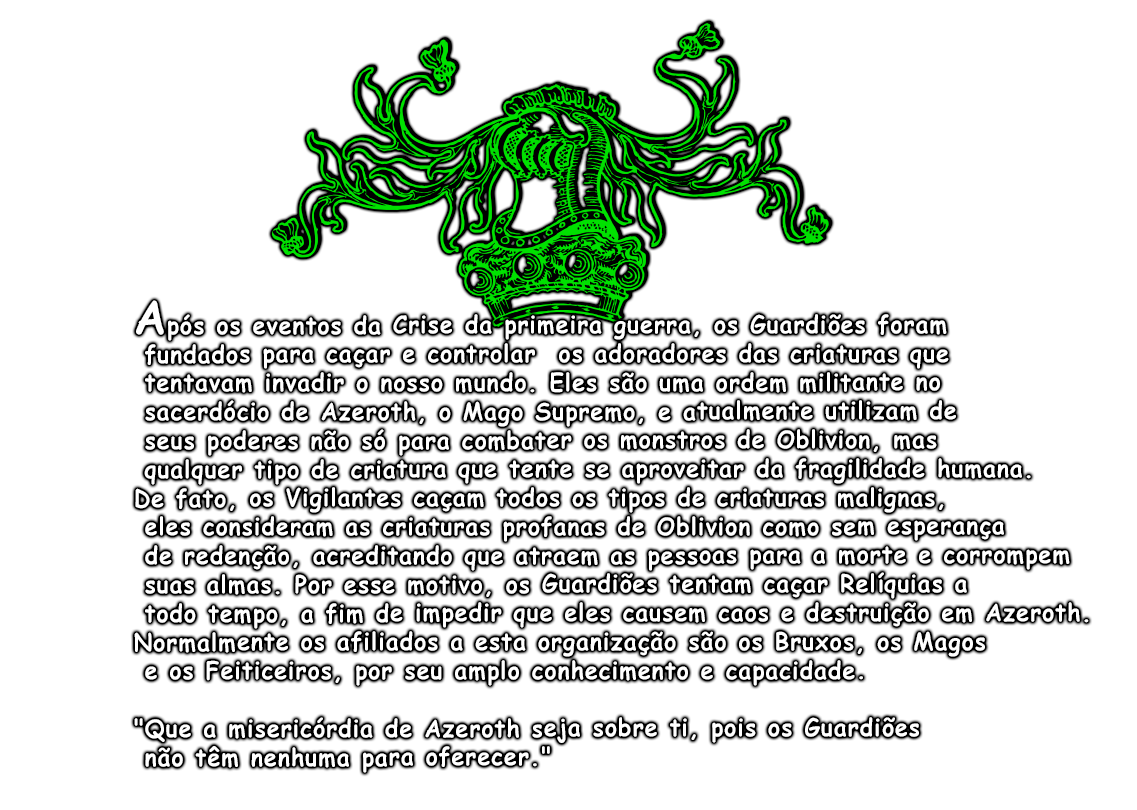 Após os eventos da Crise da primeira guerra, os Guardiões foram
fundados para caçar e controlar os adoradores das criaturas que
tentavam invadir o nosso mundo. Eles são uma ordem militante no
sacerdócio de Azeroth, o Mago Supremo, e atualmente utilizam de
seus poderes não só para combater os monstros de Oblivion, mas
qualquer tipo de criatura que tente se aproveitar da fragilidade humana.
De fato, os Vigilantes caçam todos os tipos de criaturas malignas,
eles consideram as criaturas profanas de Oblivion como sem esperança
de redenção, acreditando que atraem as pessoas para a morte e corrompem
suas almas. Por esse motivo, os Guardiões tentam caçar Relíquias a
todo tempo, a fim de impedir que eles causem caos e destruição em Azeroth.
Normalmente os afiliados a esta organização são os Bruxos, os Magos
e os Feiticeiros, por seu amplo conhecimento e capacidade.
"Que a misericórdia de Azeroth seja sobre ti, pois os Guardiões
não têm nenhuma para oferecer."